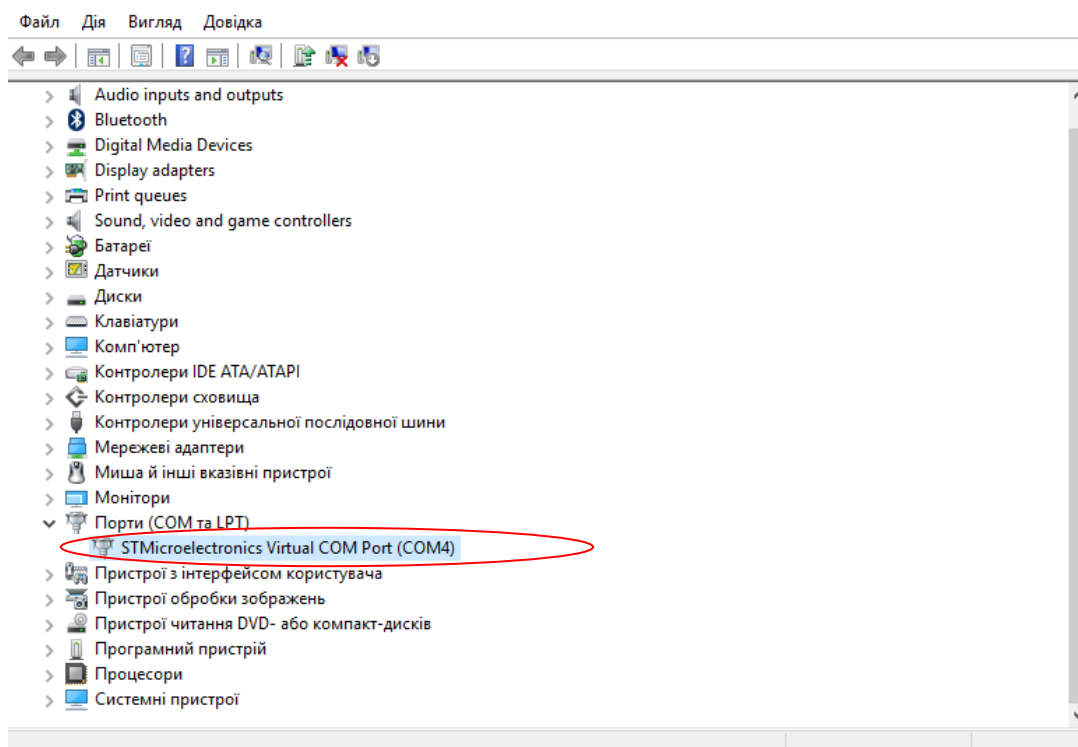 Файл Дія Вигляд Довідка
Audio inputs and outputs
Bluetooth
Digital Media Devices
Display adapters
Print queues
Sound, video and game controllers
Батареї
Датчики
Диски
Клавіатури
Комп'ютер
Контролери IDE ATA/ATAPI
Контролери сховища
Контролери універсальної послідовної шини
Мережеві адаптери
Миша й інші вказівні пристрої
Монітори
Порти (COM та LPT)
STMicroelectronics Virtual COM Port (COM4)
Пристрої з інтерфейсом користувача
Пристрої обробки зображень
Пристрої читання DVD- або компакт-дисків
Програмний пристрій
Процесори
Системні пристрої